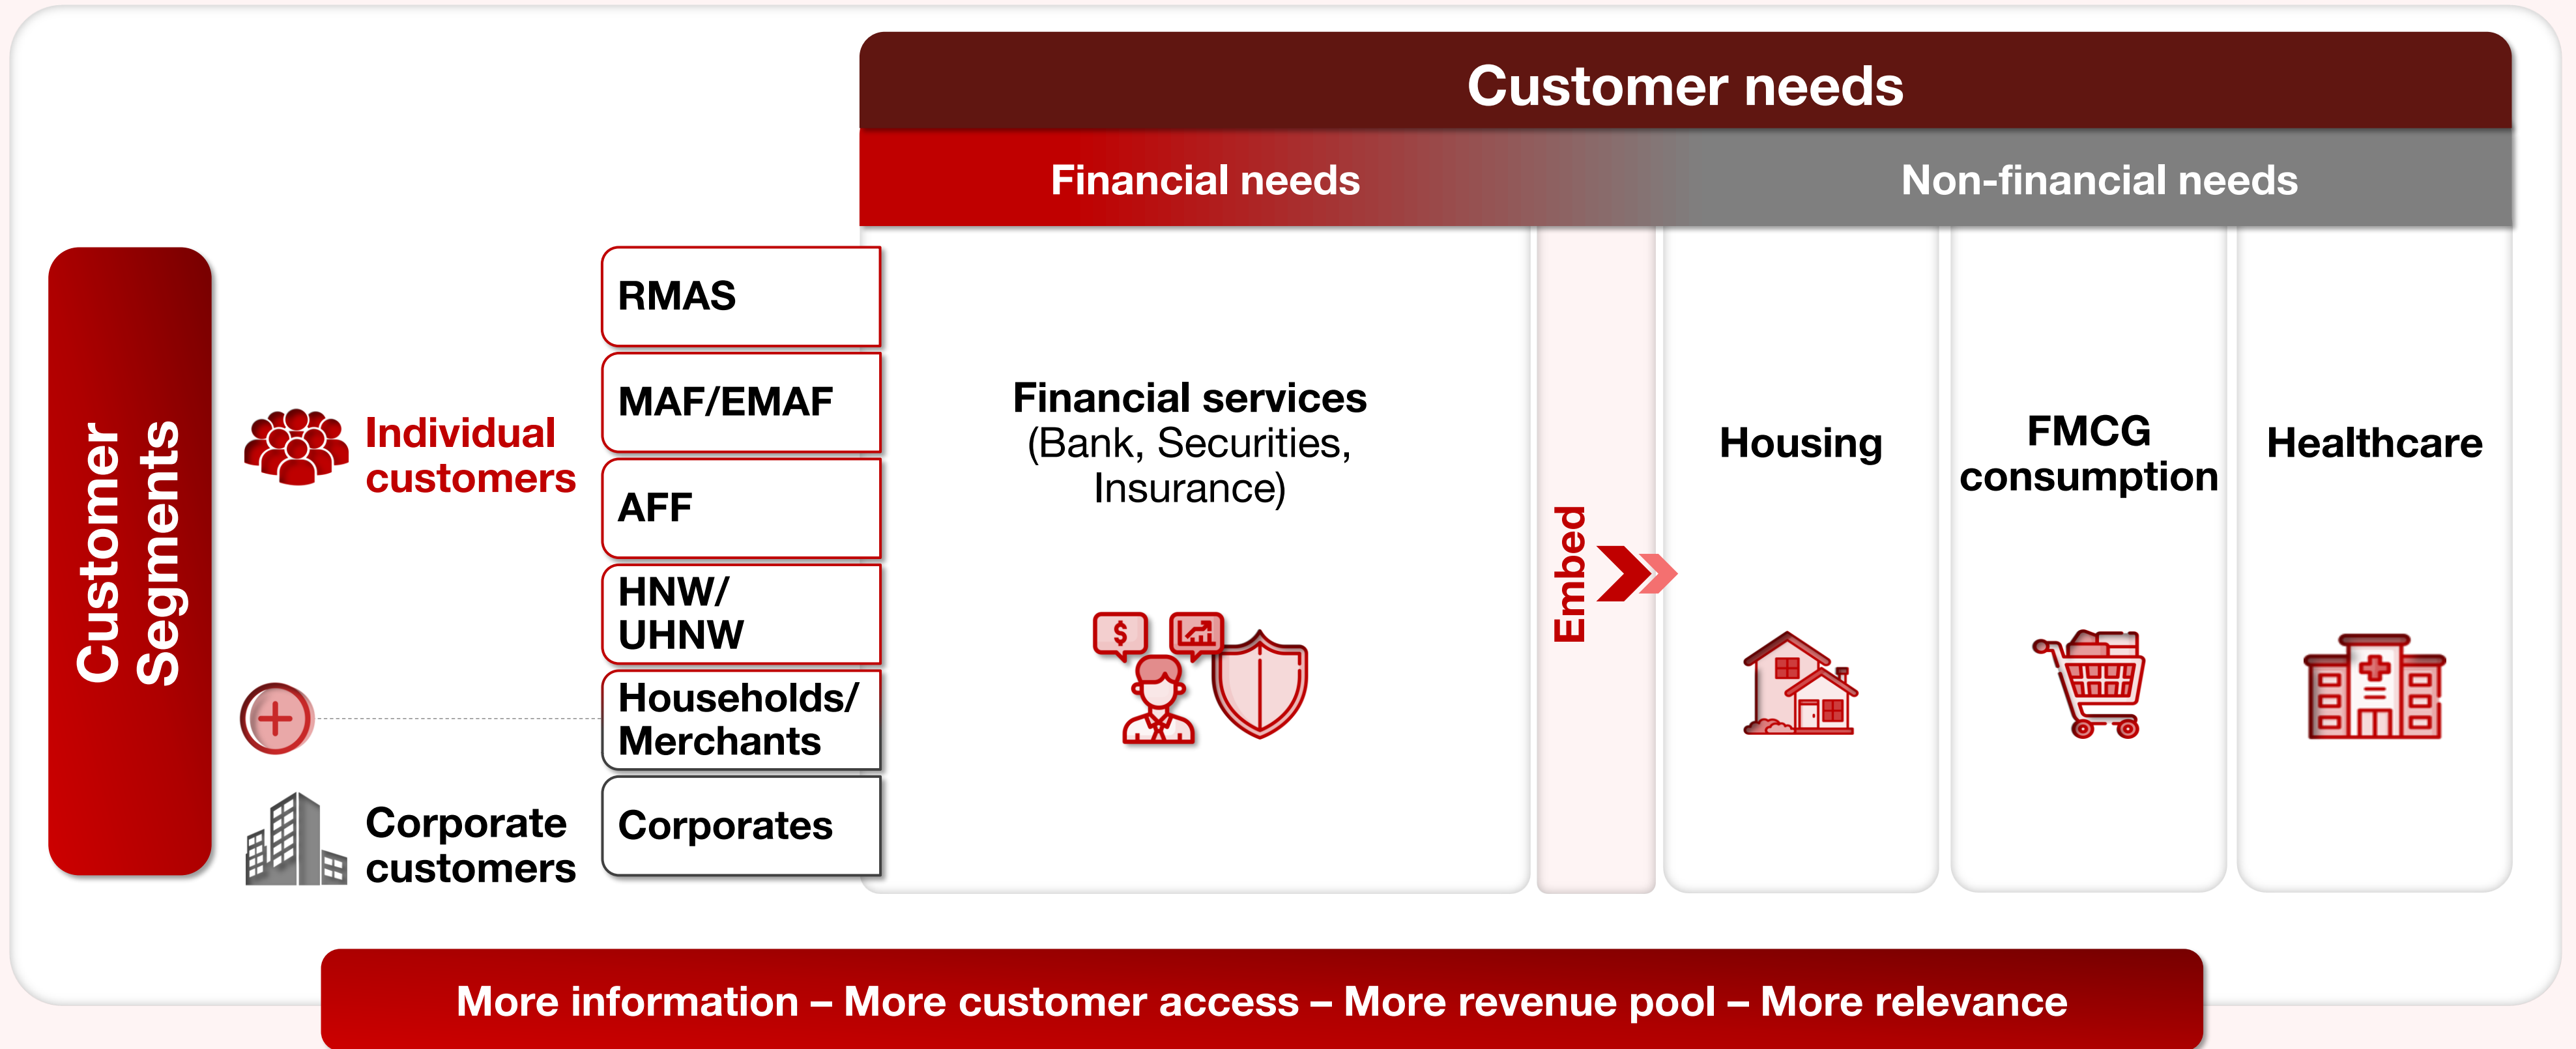 Customer needs
Financial needs
Non-financial needs
Customer
Segments
Individual
customers
Corporate
customers
RMAS
MAF/EMAF
AFF
HNW/
UHNW
Households/
Merchants
Corporates
Financial services
(Bank, Securities,
Insurance)
$
Embed
Housing
FMCG
consumption
Healthcare
More information – More customer access – More revenue pool – More relevance